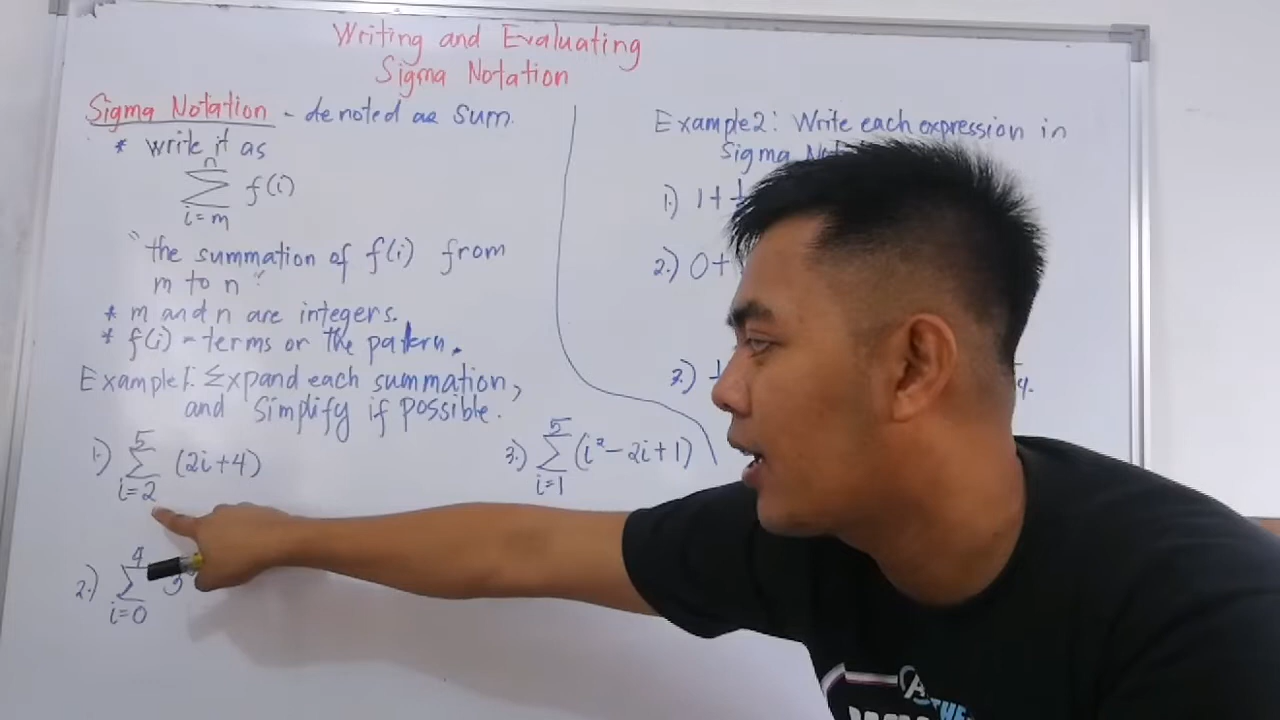 Writing and Evaluating
Sigma Notation
Sigma Notation - denoted as sum.
* write it as
n
∑ f(i)
i=m
"the summation of f(i) from
m to n"
* m and n are integers.
* f(i) - terms or the pattern.
Example 1: Expand each summation,
and simplify if possible.
1.) 5
∑ (2i+4)
i=2
2.) 4
∑ 3
i=0
3.) 5
∑ (i²-2i+1)
i=1
Example 2: Write each expression in
Sigma
1.) 1+
2.) 0+
3.)